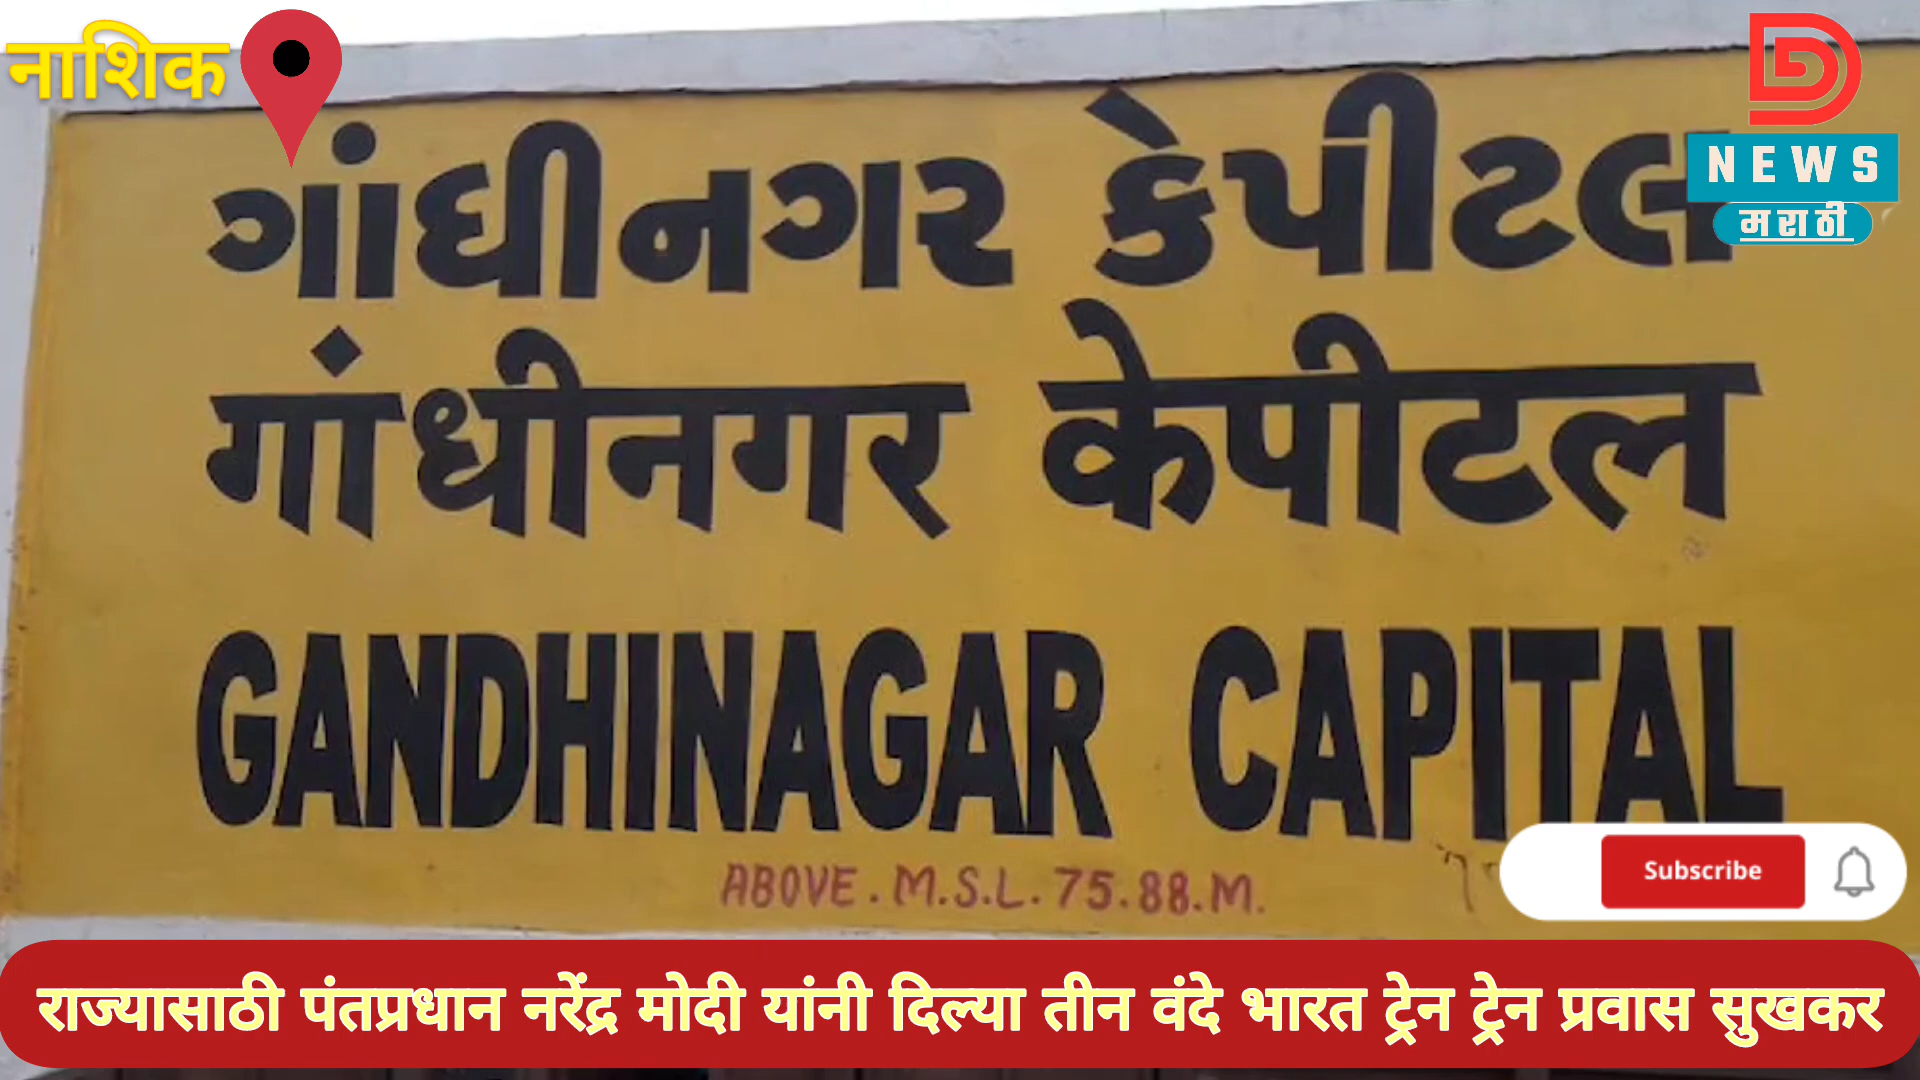 नाशिक
NEWS
मराठी
ગાંધીનગર કેપીટલ
गांधीनगर केपीटल
GANDHINAGAR CAPITAL
ABOVE. M.S.L. 75.88.M.
Subscribe
राज्यासाठी पंतप्रधान नरेंद्र मोदी यांनी दिल्या तीन वंदे भारत ट्रेन ट्रेन प्रवास सुखकर